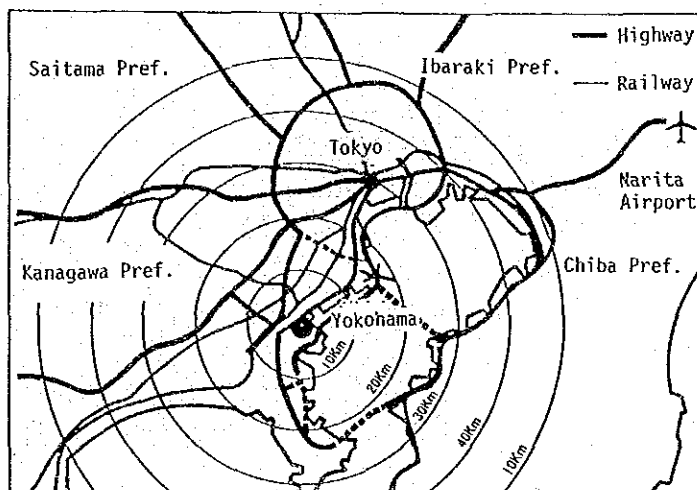 Saitama Pref.
Ibaraki Pref.
Highway
Railway
Tokyo
Narita
Airport
Kanagawa Pref.
Chiba Pref.
Yokohama
10Km
20Km
30Km
40Km
10Km